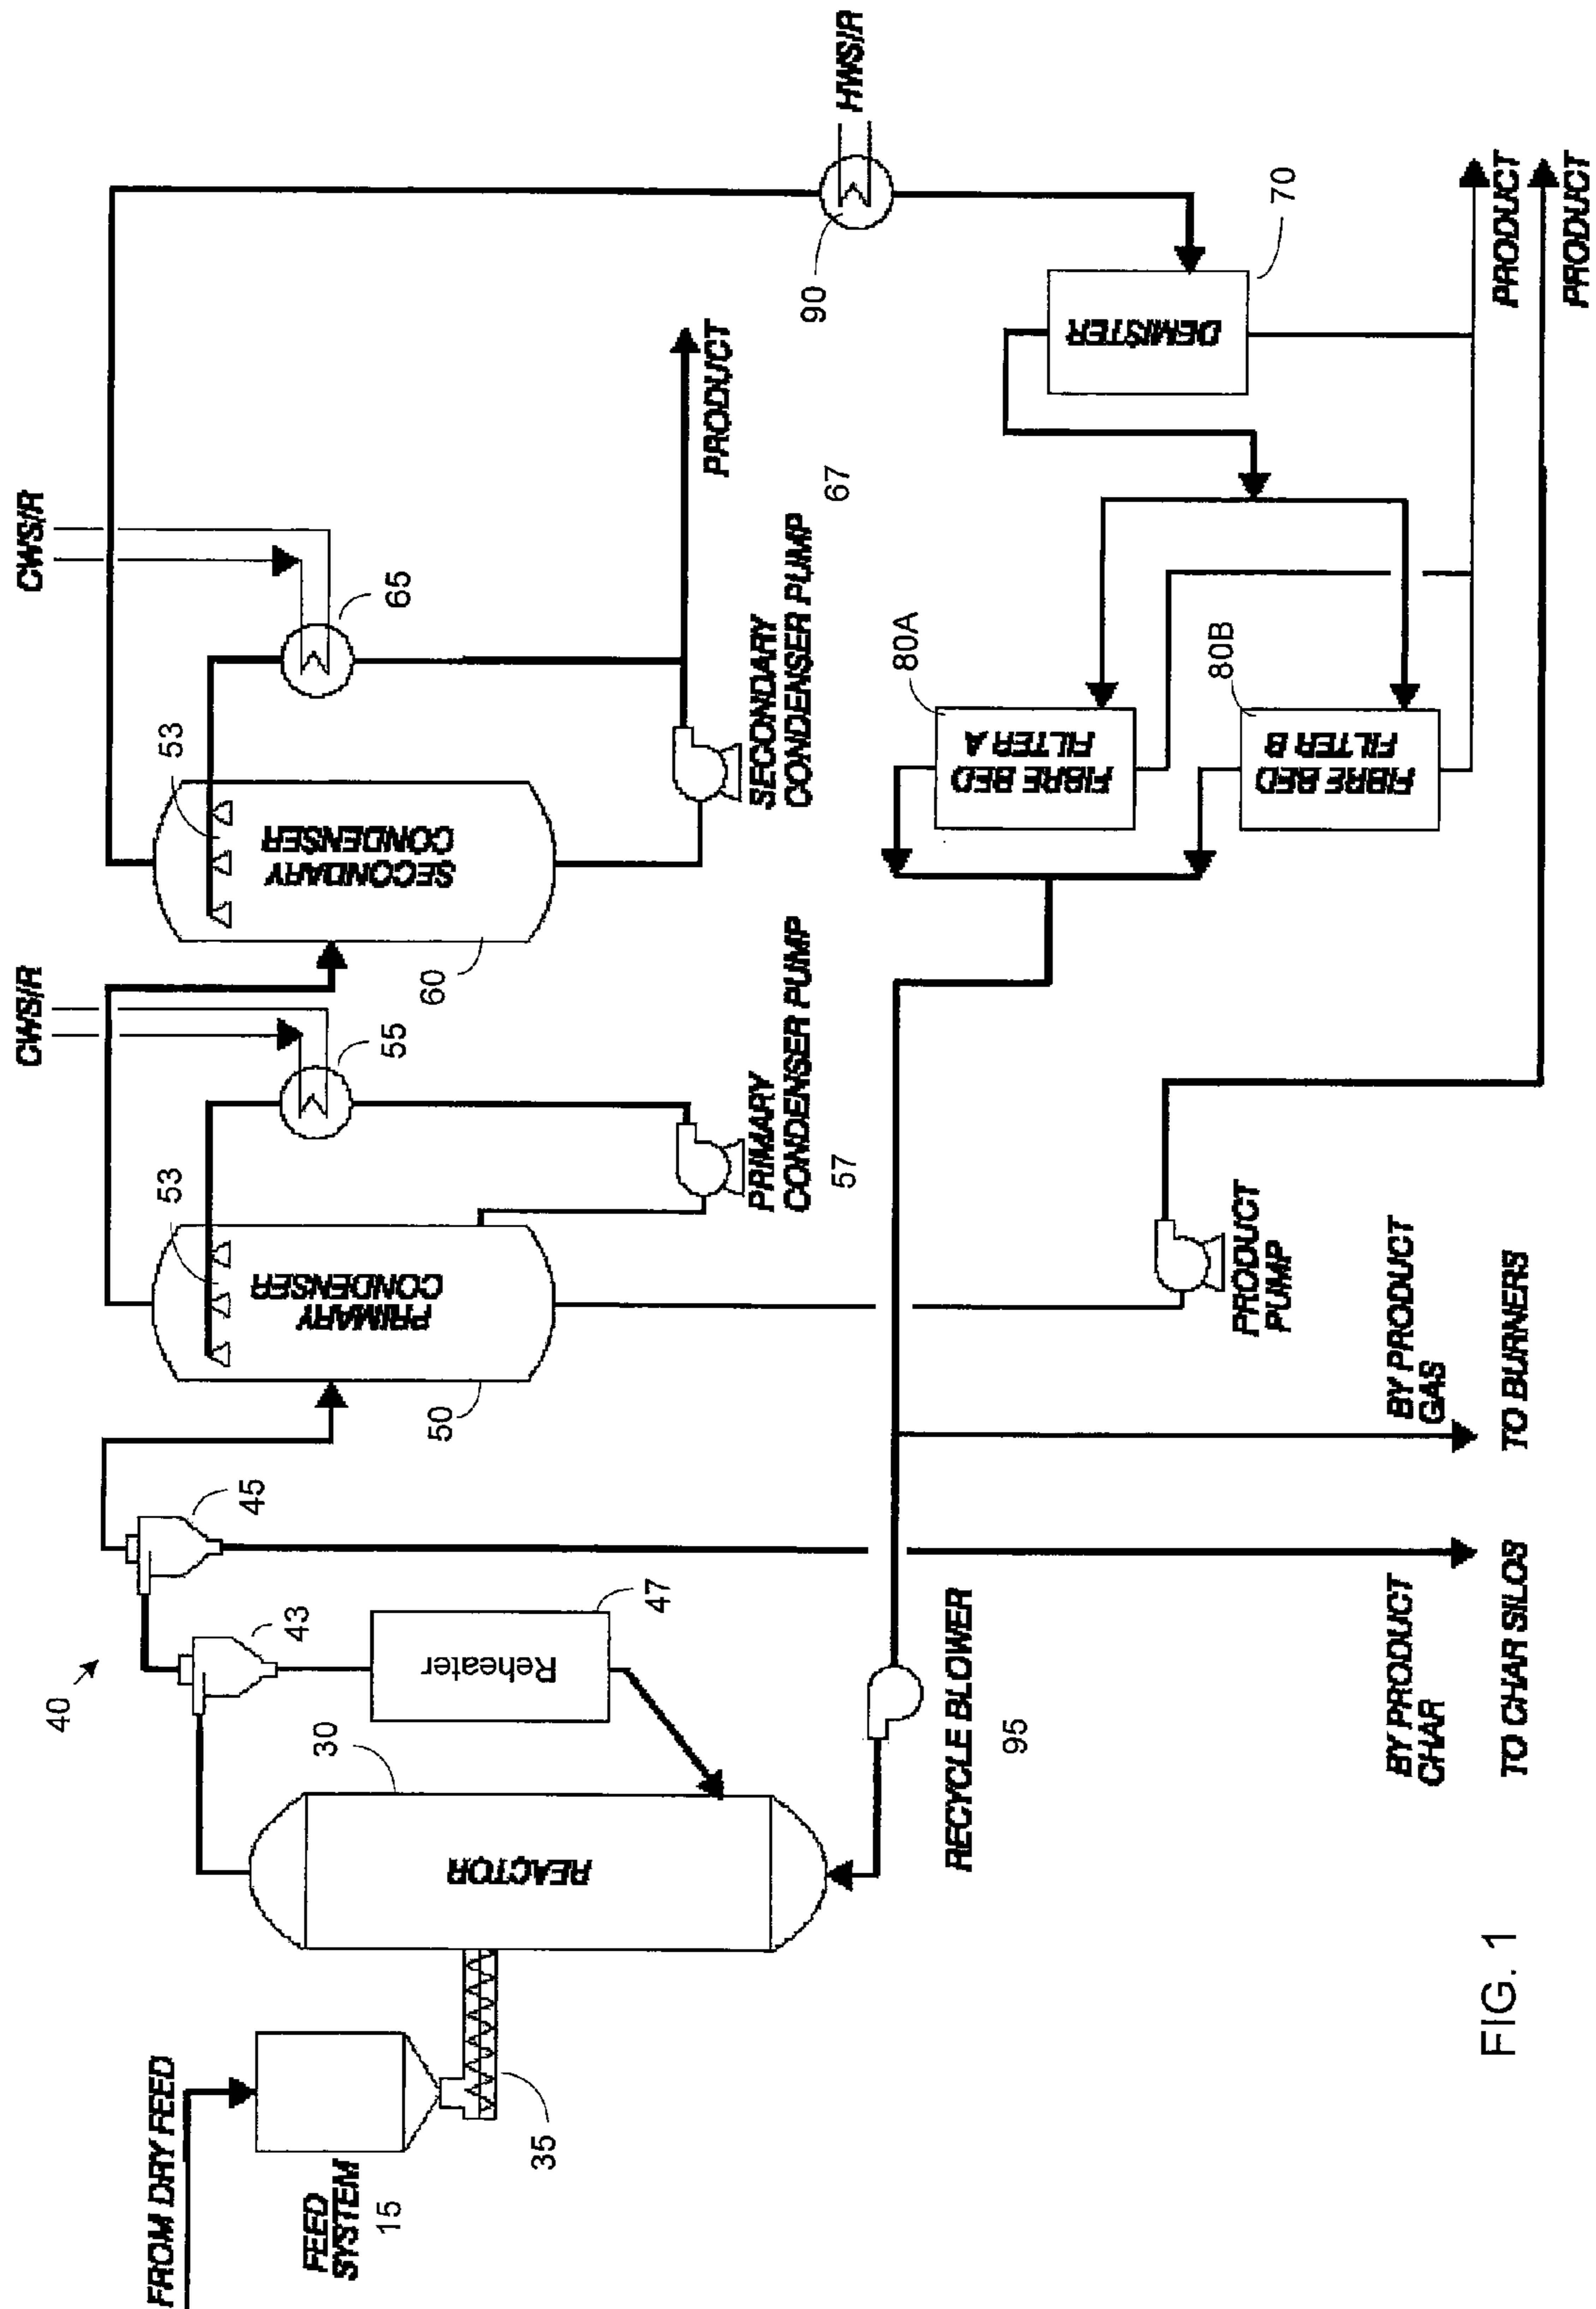 FROM DRY FEED
FEED
SYSTEM
15
35
REACTOR
30
40
43
45
Reheater
47
RECYCLE BLOWER
95
BY PRODUCT
CHAR
TO CHAR SILOS
BY PRODUCT
GAS
TO BURNERS
PRIMARY
CONDENSER
50
53
CWS/R
55
PRIMARY
CONDENSER PUMP
57
PRODUCT
PUMP
SECONDARY
CONDENSER
60
53
CWS/R
65
SECONDARY
CONDENSER PUMP
67
PRODUCT
FIBRE BED
FILTER A
80A
FIBRE BED
FILTER B
80B
DEMISTER
70
90
HWS/R
PRODUCT
PRODUCT
FIG. 1